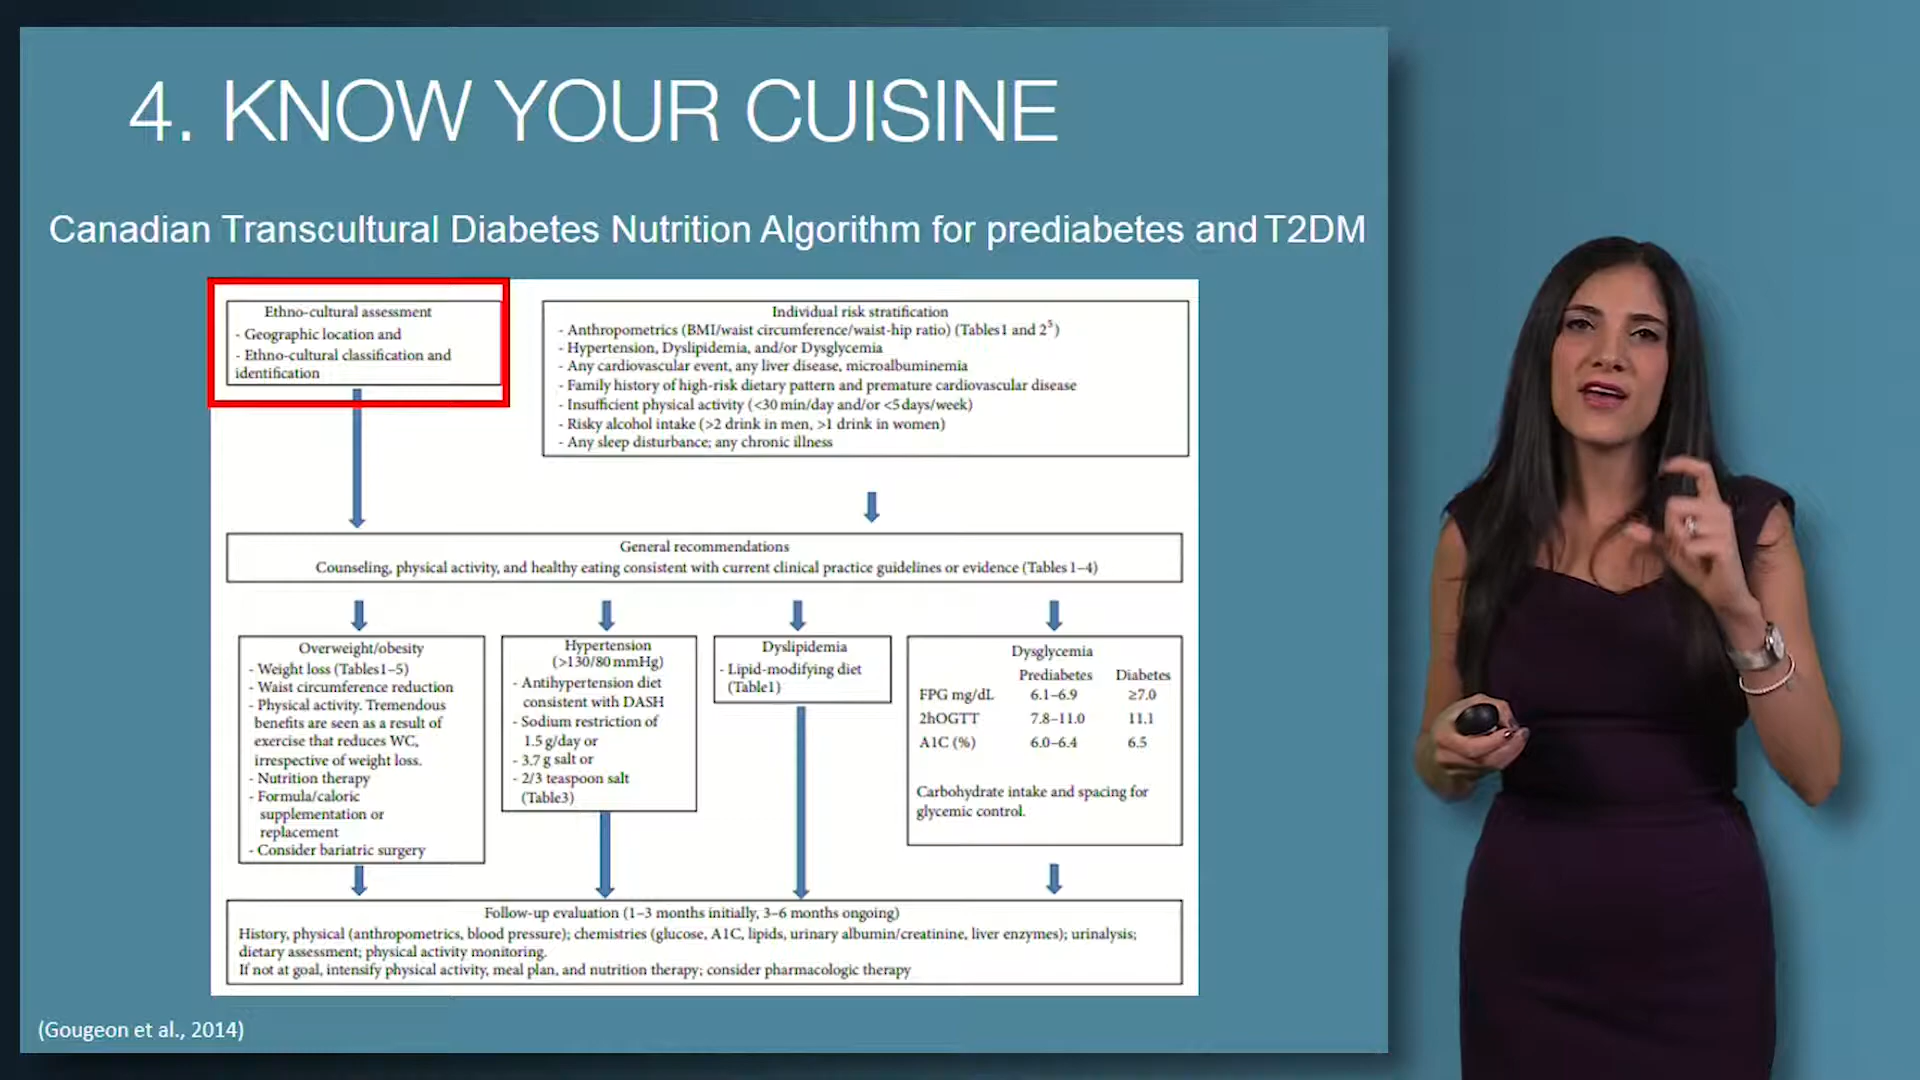 4. KNOW YOUR CUISINE
Canadian Transcultural Diabetes Nutrition Algorithm for prediabetes and T2DM
Ethno-cultural assessment
- Geographic location and
- Ethno-cultural classification and
identification
Individual risk stratification
- Anthropometrics (BMI/waist circumference/waist-hip ratio) (Tables 1 and 2⁵)
- Hypertension, Dyslipidemia, and/or Dysglycemia
- Any cardiovascular event, any liver disease, microalbuminemia
- Family history of high-risk dietary pattern and premature cardiovascular disease
- Insufficient physical activity (<30 min/day and/or <5 days/week)
- Risky alcohol intake (>2 drink in men, >1 drink in women)
- Any sleep disturbance; any chronic illness
General recommendations
Counseling, physical activity, and healthy eating consistent with current clinical practice guidelines or evidence (Tables 1–4)
Overweight/obesity
- Weight loss (Tables 1–5)
- Waist circumference reduction
- Physical activity. Tremendous
benefits are seen as a result of
exercise that reduces WC,
irrespective of weight loss.
- Nutrition therapy
- Formula/caloric
supplementation or
replacement
- Consider bariatric surgery
Hypertension
(>130/80 mmHg)
- Antihypertension diet
consistent with DASH
- Sodium restriction of
1.5 g/day or
- 3.7 g salt or
- 2/3 teaspoon salt
(Table 3)
Dyslipidemia
- Lipid-modifying diet
(Table 1)
Dysglycemia
Prediabetes Diabetes
FPG mg/dL 6.1–6.9 ≥7.0
2hOGTT 7.8–11.0 11.1
A1C (%) 6.0–6.4 6.5
Carbohydrate intake and spacing for
glycemic control.
Follow-up evaluation (1–3 months initially, 3–6 months ongoing)
History, physical (anthropometrics, blood pressure); chemistries (glucose, A1C, lipids, urinary albumin/creatinine, liver enzymes); urinalysis;
dietary assessment; physical activity monitoring.
If not at goal, intensify physical activity, meal plan, and nutrition therapy; consider pharmacologic therapy
(Gougeon et al., 2014)